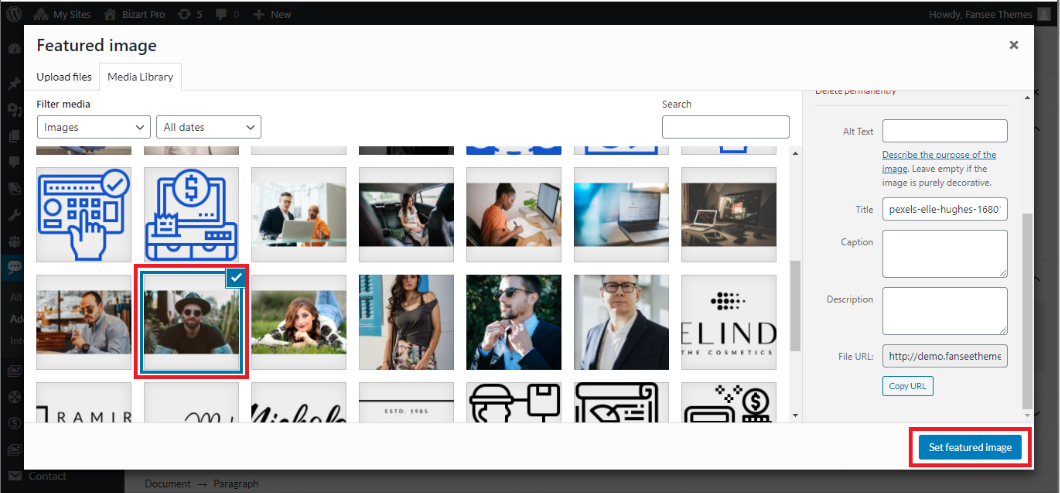 My Sites
Bizart Pro
5
0
New
Howdy, Fansee Themes
Featured image
Upload files
Media Library
Filter media
Images
All dates
Search
Delete permanently
Alt Text
Describe the purpose of the
image. Leave empty if the
image is purely decorative.
Title
pexels-elle-hughes-1680
Caption
Description
File URL:
http://demo.fanseetheme
Copy URL
ELIND
THE COSMETICS
RAMIR
ESTD. 1985
All
Ad
Int
Set featured image
Contact
Document → Paragraph